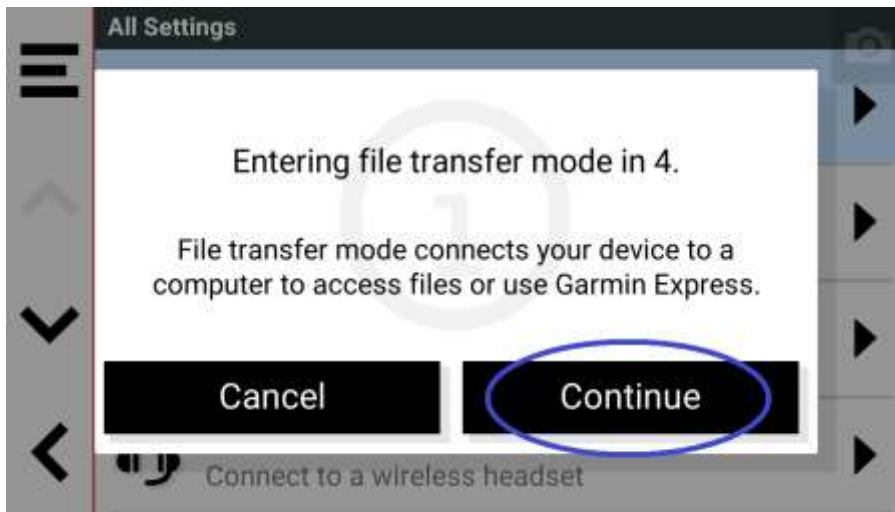 All Settings
Entering file transfer mode in 4.
File transfer mode connects your device to a
computer to access files or use Garmin Express.
Cancel
Continue
Connect to a wireless headset